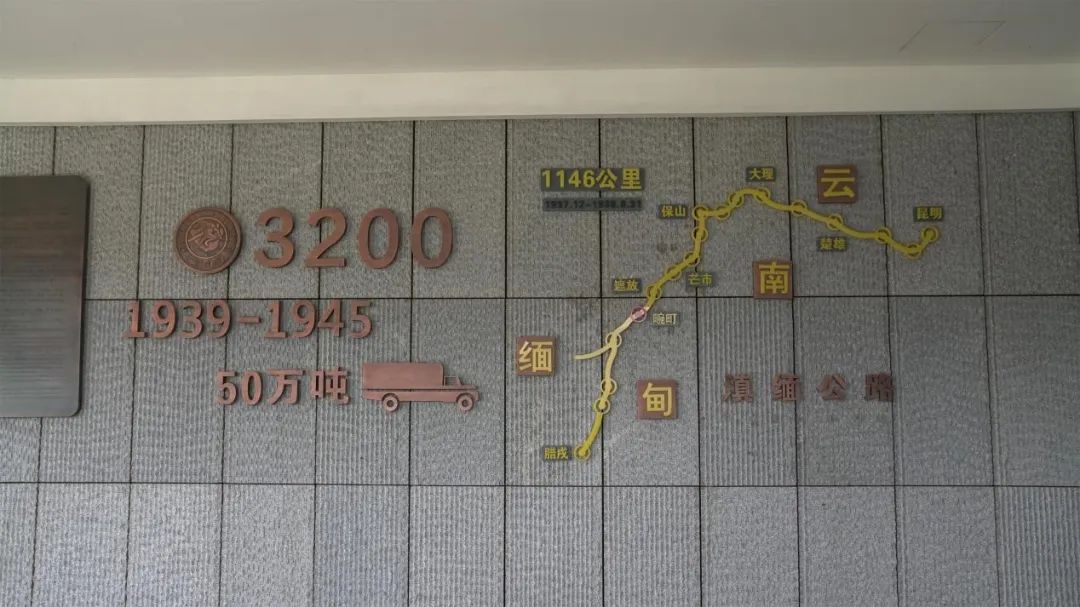 3200
1939-1945
50万吨
1146公里
1937.12-1938.8.31
大理
云
保山
昆明
楚雄
南
芒市
遮放
畹町
缅
甸
滇缅公路
腊戌